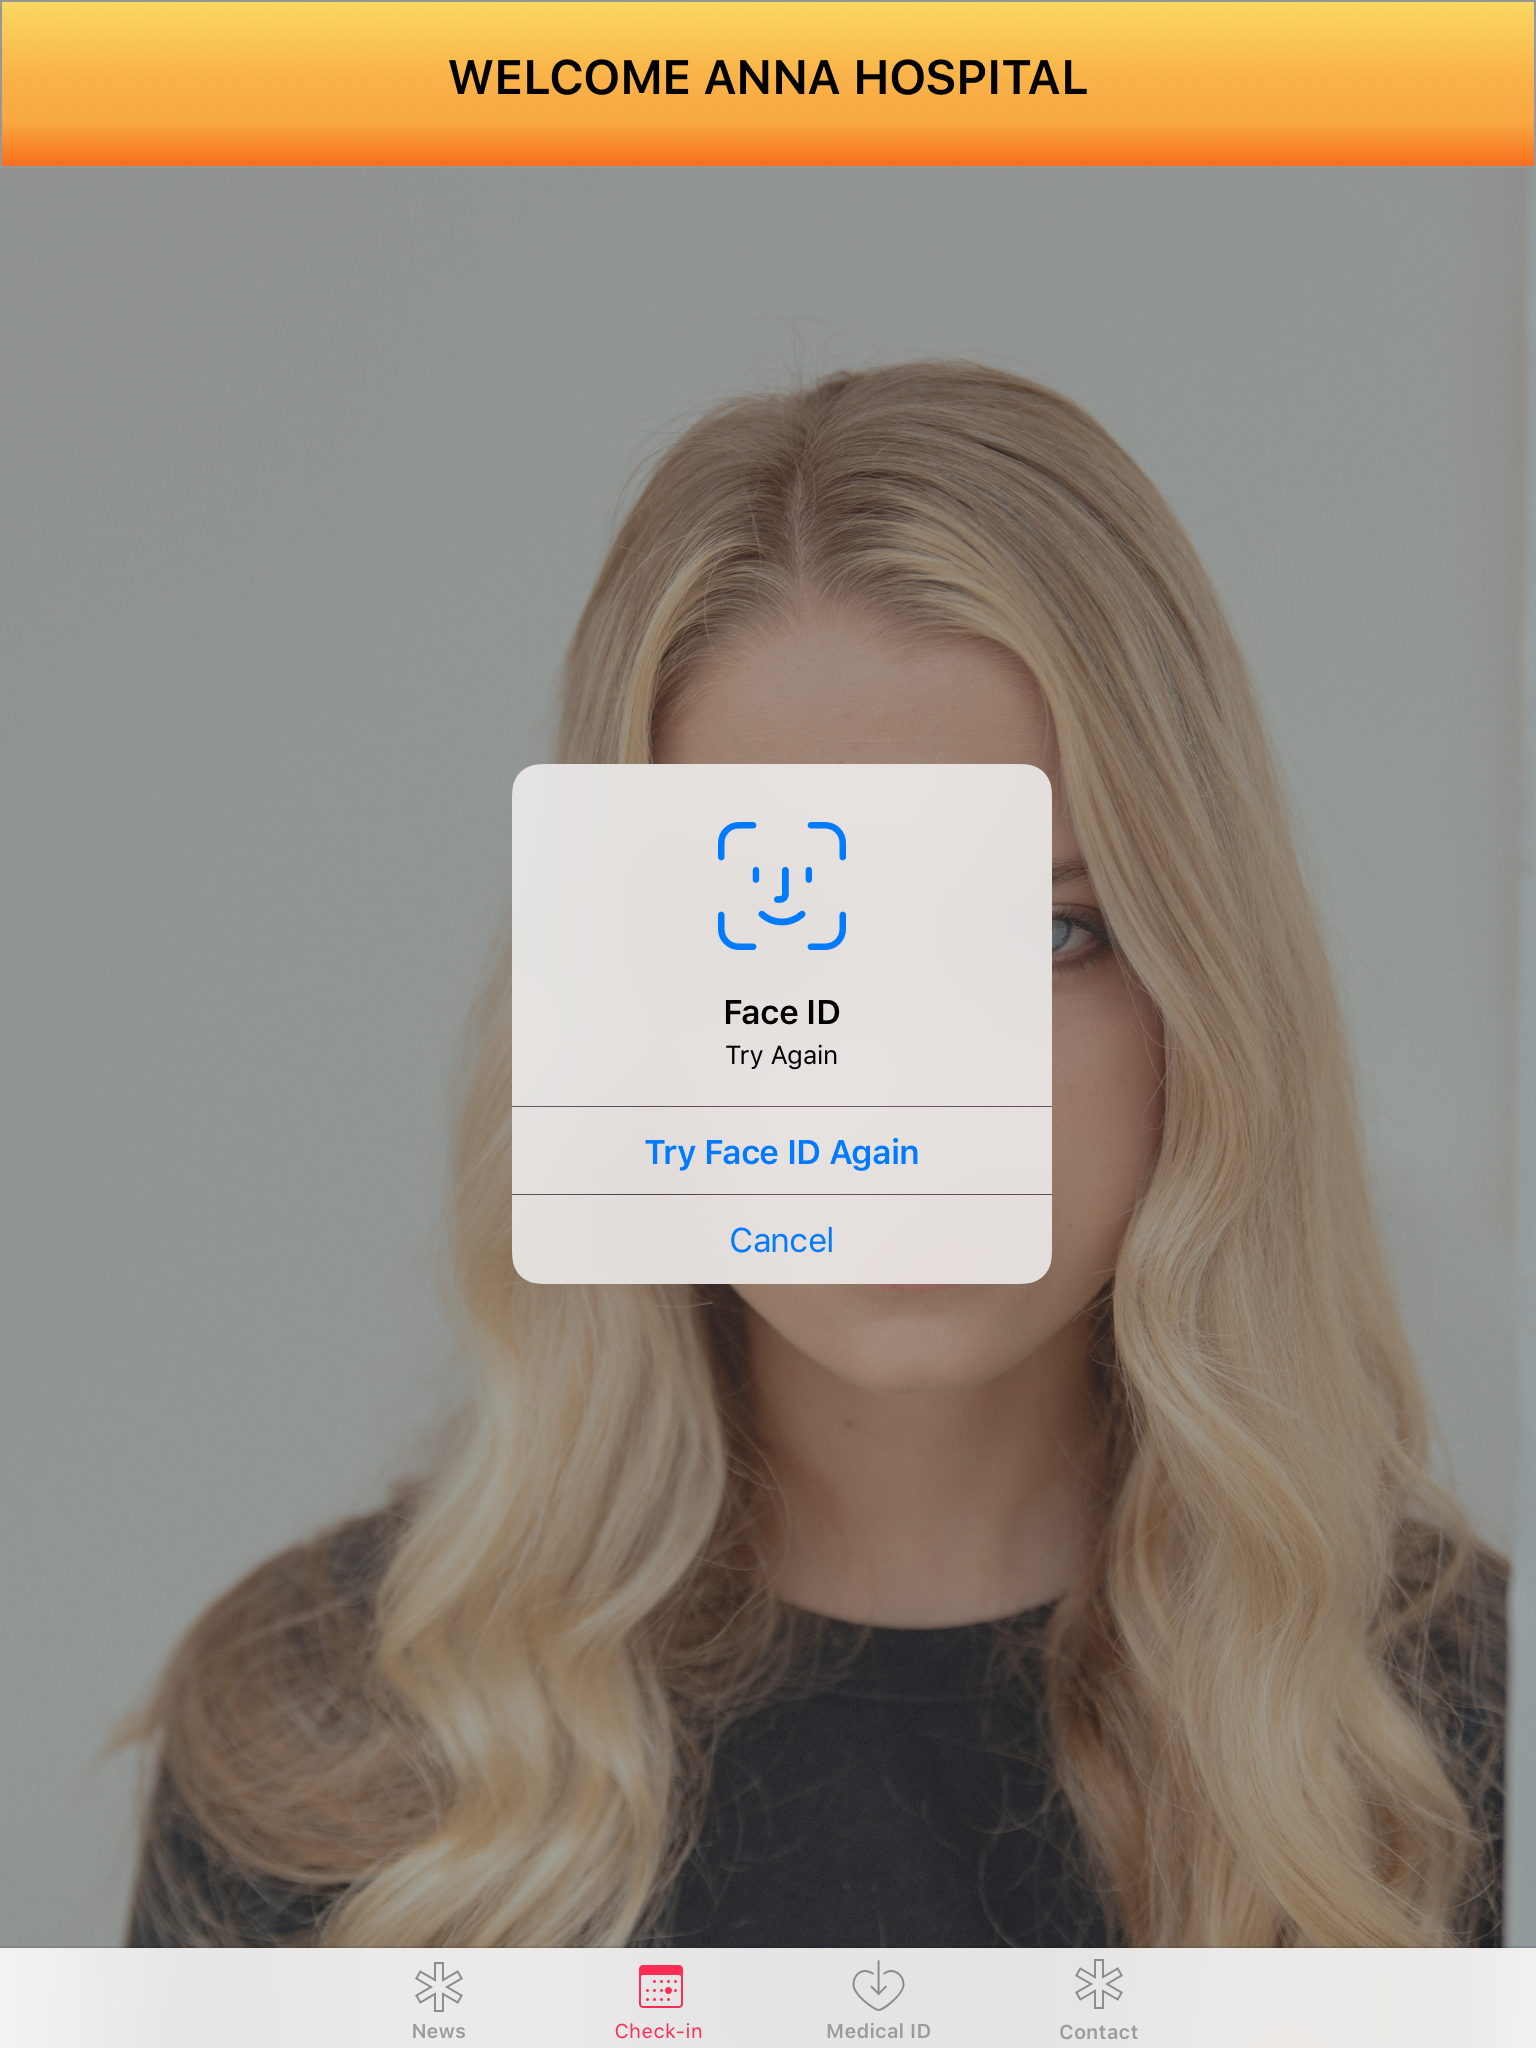 WELCOME ANNA HOSPITAL
Face ID
Try Again
Try Face ID Again
Cancel
News
Check-in
Medical ID
Contact